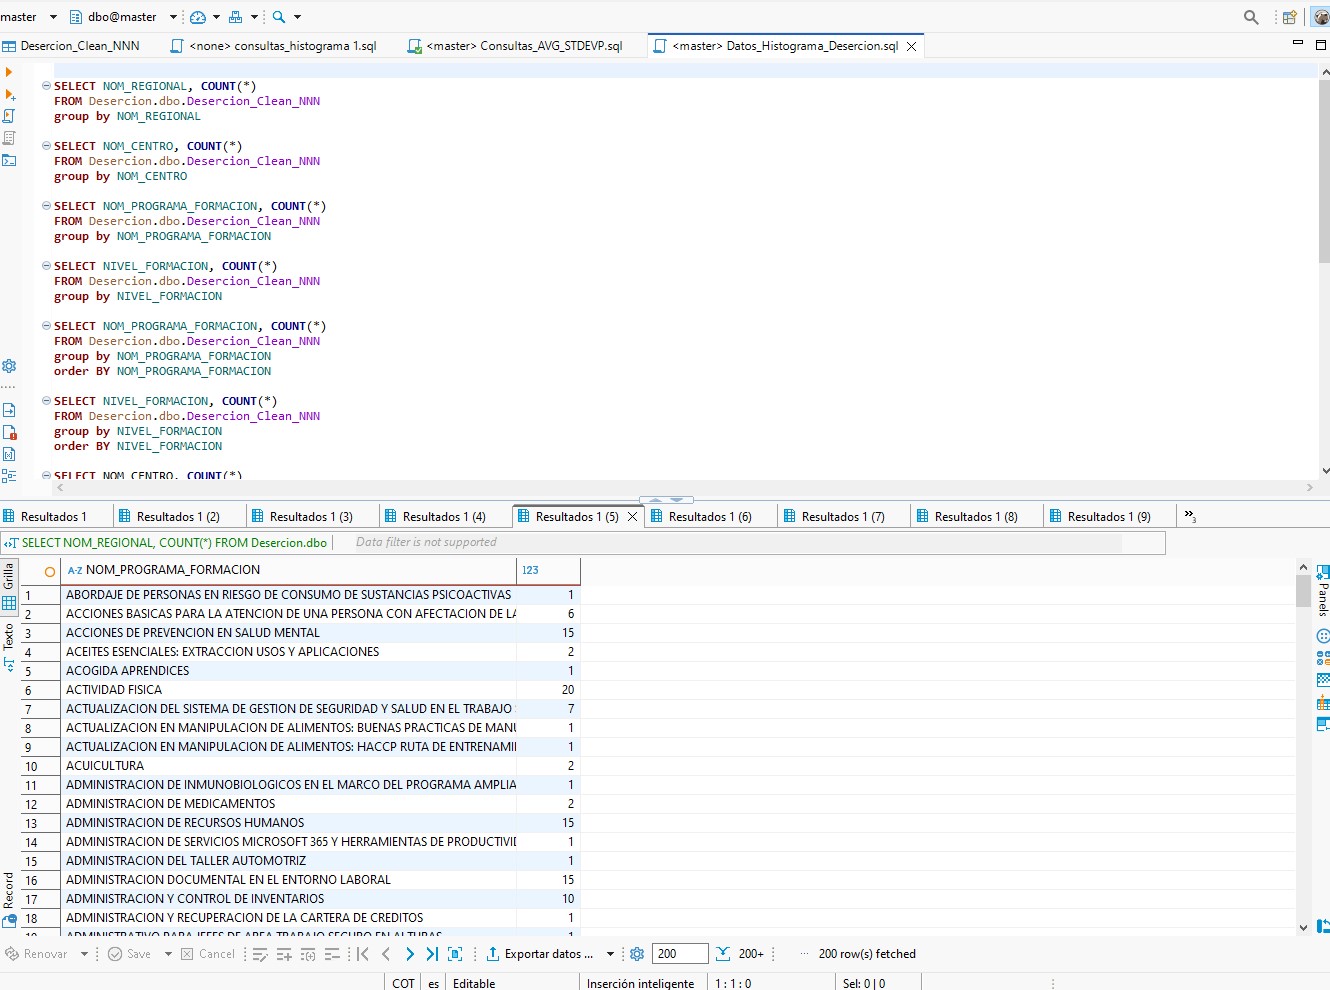 master dbo@master
Desercion_Clean_NNN <none> consultas_histograma 1.sql <master> Consultas_AVG_STDEVP.sql <master> Datos_Histograma_Desercion.sql
SELECT NOM_REGIONAL, COUNT(*)
FROM Desercion.dbo.Desercion_Clean_NNN
group by NOM_REGIONAL
SELECT NOM_CENTRO, COUNT(*)
FROM Desercion.dbo.Desercion_Clean_NNN
group by NOM_CENTRO
SELECT NOM_PROGRAMA_FORMACION, COUNT(*)
FROM Desercion.dbo.Desercion_Clean_NNN
group by NOM_PROGRAMA_FORMACION
SELECT NIVEL_FORMACION, COUNT(*)
FROM Desercion.dbo.Desercion_Clean_NNN
group by NIVEL_FORMACION
SELECT NOM_PROGRAMA_FORMACION, COUNT(*)
FROM Desercion.dbo.Desercion_Clean_NNN
group by NOM_PROGRAMA_FORMACION
order BY NOM_PROGRAMA_FORMACION
SELECT NIVEL_FORMACION, COUNT(*)
FROM Desercion.dbo.Desercion_Clean_NNN
group by NIVEL_FORMACION
order BY NIVEL_FORMACION
SELECT NOM_CENTRO, COUNT(*)
Resultados 1 Resultados 1 (2) Resultados 1 (3) Resultados 1 (4) Resultados 1 (5) Resultados 1 (6) Resultados 1 (7) Resultados 1 (8) Resultados 1 (9) »3
SELECT NOM_REGIONAL, COUNT(*) FROM Desercion.dbo Data filter is not supported
Grilla
Texto
Record
Panels
A-Z NOM_PROGRAMA_FORMACION 123
1 ABORDAJE DE PERSONAS EN RIESGO DE CONSUMO DE SUSTANCIAS PSICOACTIVAS 1
2 ACCIONES BASICAS PARA LA ATENCION DE UNA PERSONA CON AFECTACION DE LA 6
3 ACCIONES DE PREVENCION EN SALUD MENTAL 15
4 ACEITES ESENCIALES: EXTRACCION USOS Y APLICACIONES 2
5 ACOGIDA APRENDICES 1
6 ACTIVIDAD FISICA 20
7 ACTUALIZACION DEL SISTEMA DE GESTION DE SEGURIDAD Y SALUD EN EL TRABAJO 7
8 ACTUALIZACION EN MANIPULACION DE ALIMENTOS: BUENAS PRACTICAS DE MANU 1
9 ACTUALIZACION EN MANIPULACION DE ALIMENTOS: HACCP RUTA DE ENTRENAMI 1
10 ACUICULTURA 2
11 ADMINISTRACION DE INMUNOBIOLOGICOS EN EL MARCO DEL PROGRAMA AMPLIA 1
12 ADMINISTRACION DE MEDICAMENTOS 2
13 ADMINISTRACION DE RECURSOS HUMANOS 15
14 ADMINISTRACION DE SERVICIOS MICROSOFT 365 Y HERRAMIENTAS DE PRODUCTIVID 1
15 ADMINISTRACION DEL TALLER AUTOMOTRIZ 1
16 ADMINISTRACION DOCUMENTAL EN EL ENTORNO LABORAL 15
17 ADMINISTRACION Y CONTROL DE INVENTARIOS 10
18 ADMINISTRACION Y RECUPERACION DE LA CARTERA DE CREDITOS 1
19 ADMINISTRATIVO PARA JEFES DE AREA TRABAJO SEGURO EN ALTURAS 1
Renovar Save Cancel Exportar datos ... 200 200+ ... 200 row(s) fetched
COT es Editable Inserción inteligente 1 : 1 : 0 Sel: 0 | 0